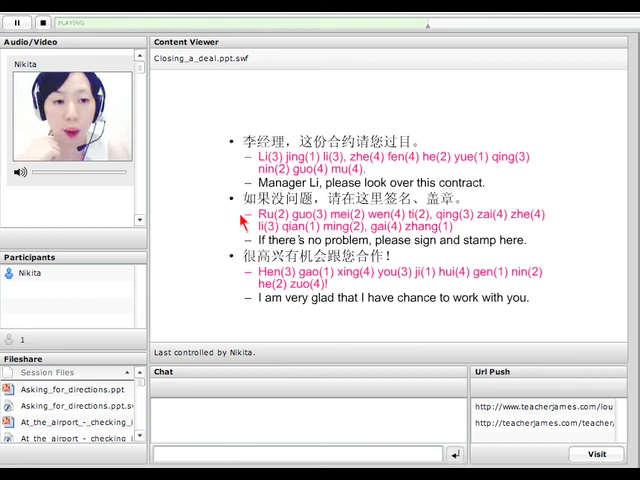 PLAYING
Audio/Video
Nikita
Content Viewer
Closing_a_deal.ppt.swf
• 李经理，这份合约请您过目。
– Li(3) jing(1) li(3), zhe(4) fen(4) he(2) yue(1) qing(3)
nin(2) guo(4) mu(4).
– Manager Li, please look over this contract.
• 如果没问题，请在这里签名、盖章。
– Ru(2) guo(3) mei(2) wen(4) ti(2), qing(3) zai(4) zhe(4)
li(3) qian(1) ming(2), gai(4) zhang(1)
– If there's no problem, please sign and stamp here.
• 很高兴有机会跟您合作！
– Hen(3) gao(1) xing(4) you(3) ji(1) hui(4) gen(1) nin(2)
he(2) zuo(4)!
– I am very glad that I have chance to work with you.
Last controlled by Nikita.
Participants
Nikita
1
Fileshare
Session Files
Asking_for_directions.ppt
Asking_for_directions.ppt.sw
At_the_airport_-_checking_i
At_the_airport_-_checking_i
Chat
Url Push
http://www.teacherjames.com/lou
http://teacherjames.com/teacher,
Visit